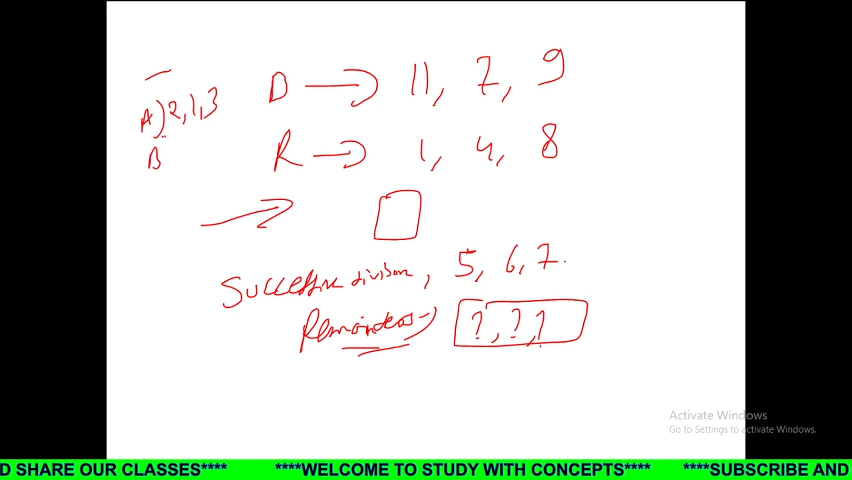 D → 11, 7, 9
A) 2, 1, 3
B
R → 1, 4, 8
Successive division, 5, 6, 7.
Remainders → ?, ?, ?
Activate Windows
Go to Settings to activate Windows.
D SHARE OUR CLASSES**** ****WELCOME TO STUDY WITH CONCEPTS**** ****SUBSCRIBE AND